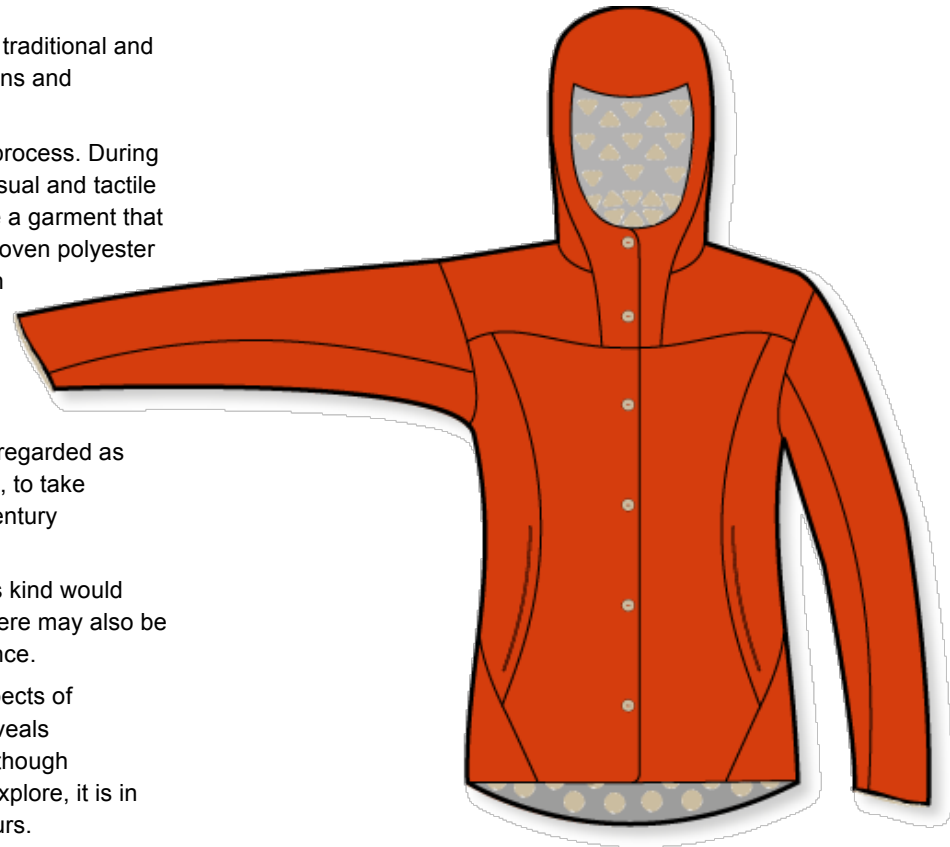 traditional and
ns and
process. During
sual and tactile
a garment that
oven polyester
regarded as
, to take
entury
s kind would
ere may also be
nce.
ects of
veals
though
xplore, it is in
urs.